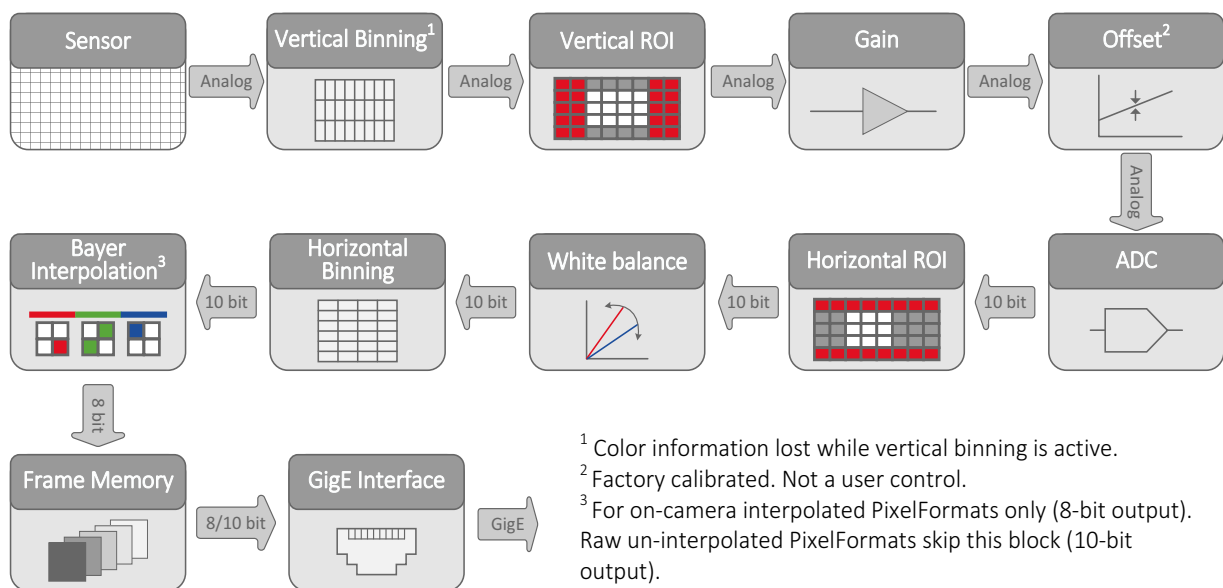 Sensor
Analog
Vertical Binning¹
Analog
Vertical ROI
Analog
Gain
Analog
Offset²
Analog
ADC
10 bit
Horizontal ROI
10 bit
White balance
10 bit
Horizontal
Binning
10 bit
Bayer
Interpolation³
8 bit
Frame Memory
8/10 bit
GigE Interface
GigE
¹ Color information lost while vertical binning is active.
² Factory calibrated. Not a user control.
³ For on-camera interpolated PixelFormats only (8-bit output).
Raw un-interpolated PixelFormats skip this block (10-bit
output).